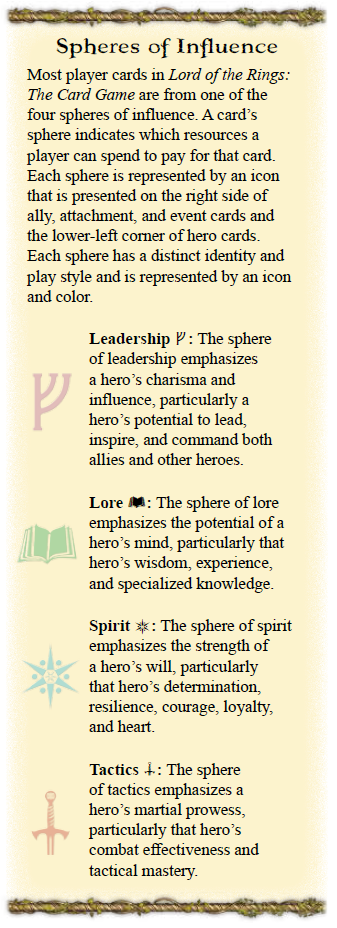 Spheres of Influence
Most player cards in Lord of the Rings:
The Card Game are from one of the
four spheres of influence. A card’s
sphere indicates which resources a
player can spend to pay for that card.
Each sphere is represented by an icon
that is presented on the right side of
ally, attachment, and event cards and
the lower-left corner of hero cards.
Each sphere has a distinct identity and
play style and is represented by an icon
and color.
Leadership : The sphere
of leadership emphasizes
a hero’s charisma and
influence, particularly a
hero’s potential to lead,
inspire, and command both
allies and other heroes.
Lore : The sphere of lore
emphasizes the potential of a
hero’s mind, particularly that
hero’s wisdom, experience,
and specialized knowledge.
Spirit : The sphere of spirit
emphasizes the strength of
a hero’s will, particularly
that hero’s determination,
resilience, courage, loyalty,
and heart.
Tactics : The sphere
of tactics emphasizes a
hero’s martial prowess,
particularly that hero’s
combat effectiveness and
tactical mastery.